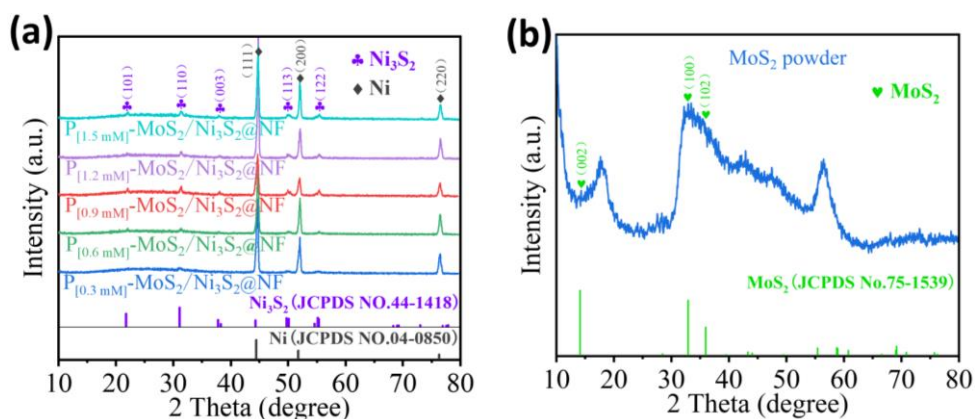 (a)
Intensity (a.u.)
♣(101)
♣(110)
♣(003)
(111)◆
♣(113)
◆(200)
♣(122)
◆(220)
♣ Ni₃S₂
◆ Ni
P[1.5 mM]-MoS₂/Ni₃S₂@NF
P[1.2 mM]-MoS₂/Ni₃S₂@NF
P[0.9 mM]-MoS₂/Ni₃S₂@NF
P[0.6 mM]-MoS₂/Ni₃S₂@NF
P[0.3 mM]-MoS₂/Ni₃S₂@NF
Ni₃S₂(JCPDS NO.44-1418)
Ni(JCPDS NO.04-0850)
10 20 30 40 50 60 70 80
2 Theta (degree)
(b)
Intensity (a.u.)
MoS₂ powder
♥ MoS₂
♥(002)
♥(100)
♥(102)
MoS₂(JCPDS No.75-1539)
10 20 30 40 50 60 70 80
2 Theta (degree)